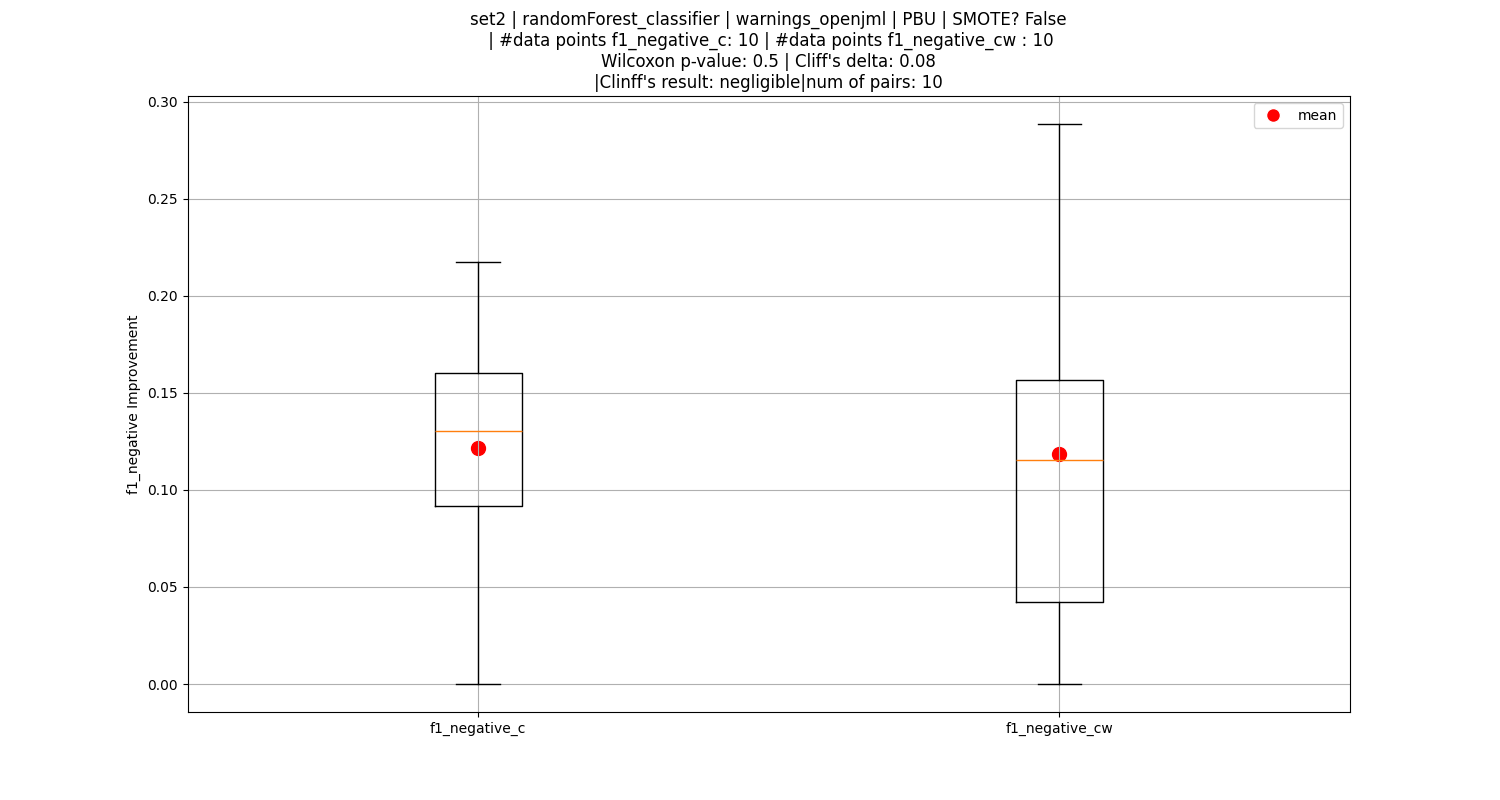 set2 | randomForest_classifier | warnings_openjml | PBU | SMOTE? False
| #data points f1_negative_c: 10 | #data points f1_negative_cw : 10
Wilcoxon p-value: 0.5 | Cliff's delta: 0.08
|Clinff's result: negligible|num of pairs: 10
mean
0.30
0.25
0.20
0.15
0.10
0.05
0.00
f1_negative Improvement
f1_negative_c
f1_negative_cw